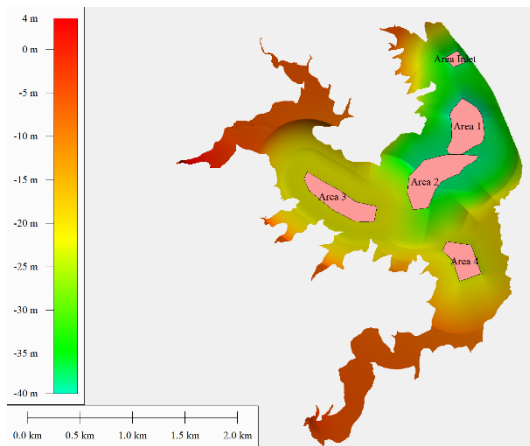 4 m
0 m
-5 m
-10 m
-15 m
-20 m
-25 m
-30 m
-35 m
-40 m
Area Inlet
Area 1
Area 2
Area 3
Area 4
0.0 km 0.5 km 1.0 km 1.5 km 2.0 km